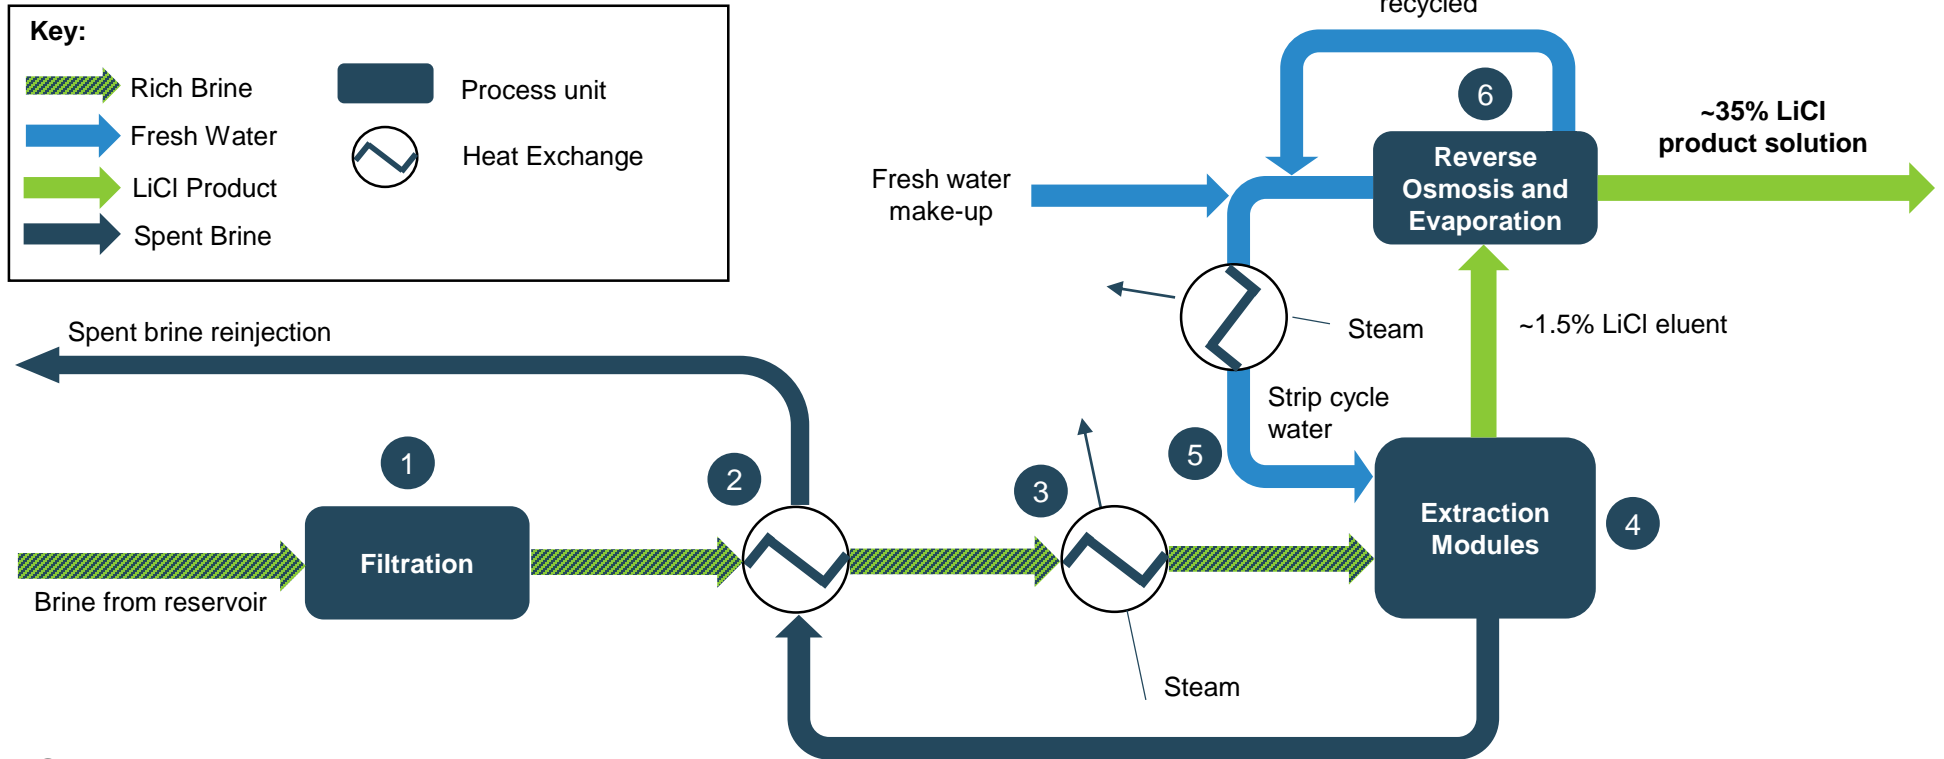 Key:
Rich Brine
Fresh Water
LiCl Product
Spent Brine
Process unit
Heat Exchange
recycled
6
Reverse
Osmosis and
Evaporation
~35% LiCl
product solution
Fresh water
make-up
Steam
~1.5% LiCl eluent
Spent brine reinjection
Strip cycle
water
1
2
3
5
4
Filtration
Extraction
Modules
Brine from reservoir
Steam